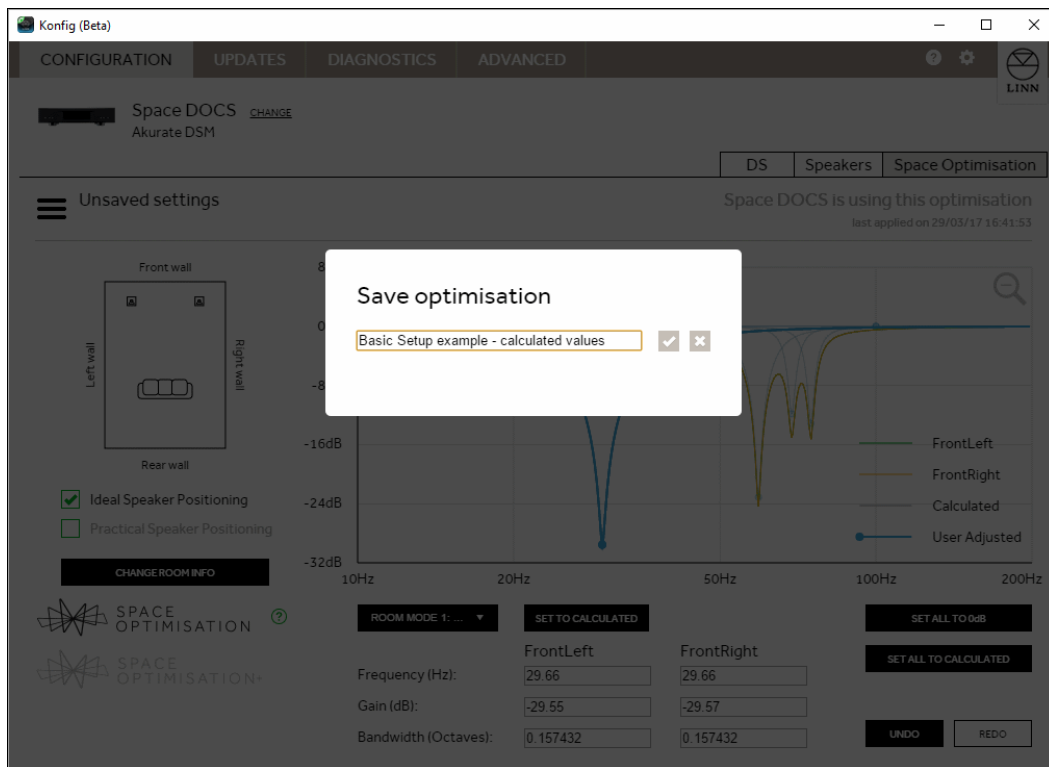 Konfig (Beta)
CONFIGURATION UPDATES DIAGNOSTICS ADVANCED
LINN
Space DOCS CHANGE
Akurate DSM
DS Speakers Space Optimisation
Unsaved settings
Space DOCS is using this optimisation
last applied on 29/03/17 16:41:53
Front wall
Left wall
Right wall
Rear wall
Ideal Speaker Positioning
Practical Speaker Positioning
CHANGE ROOM INFO
SPACE
OPTIMISATION ?
SPACE
OPTIMISATION+
Save optimisation
Basic Setup example - calculated values
8
0
-8
-16dB
-24dB
-32dB
10Hz 20Hz 50Hz 100Hz 200Hz
FrontLeft
FrontRight
Calculated
User Adjusted
ROOM MODE 1: ... SET TO CALCULATED SET ALL TO 0dB
SET ALL TO CALCULATED
FrontLeft FrontRight
Frequency (Hz): 29.66 29.66
Gain (dB): -29.55 -29.57
Bandwidth (Octaves): 0.157432 0.157432
UNDO REDO